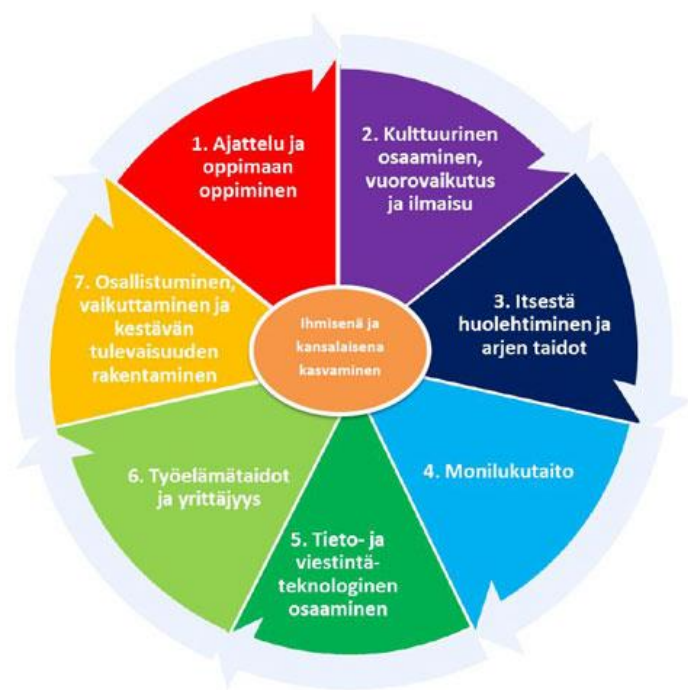 1. Ajattelu ja
oppimaan
oppiminen
2. Kulttuurinen
osaaminen,
vuorovaikutus
ja ilmaisu
3. Itsestä
huolehtiminen ja
arjen taidot
4. Monilukutaito
5. Tieto- ja
viestintä-
teknologinen
osaaminen
6. Työelämätaidot
ja yrittäjyys
7. Osallistuminen,
vaikuttaminen ja
kestävän
tulevaisuuden
rakentaminen
Ihmisenä ja
kansalaisena
kasvaminen